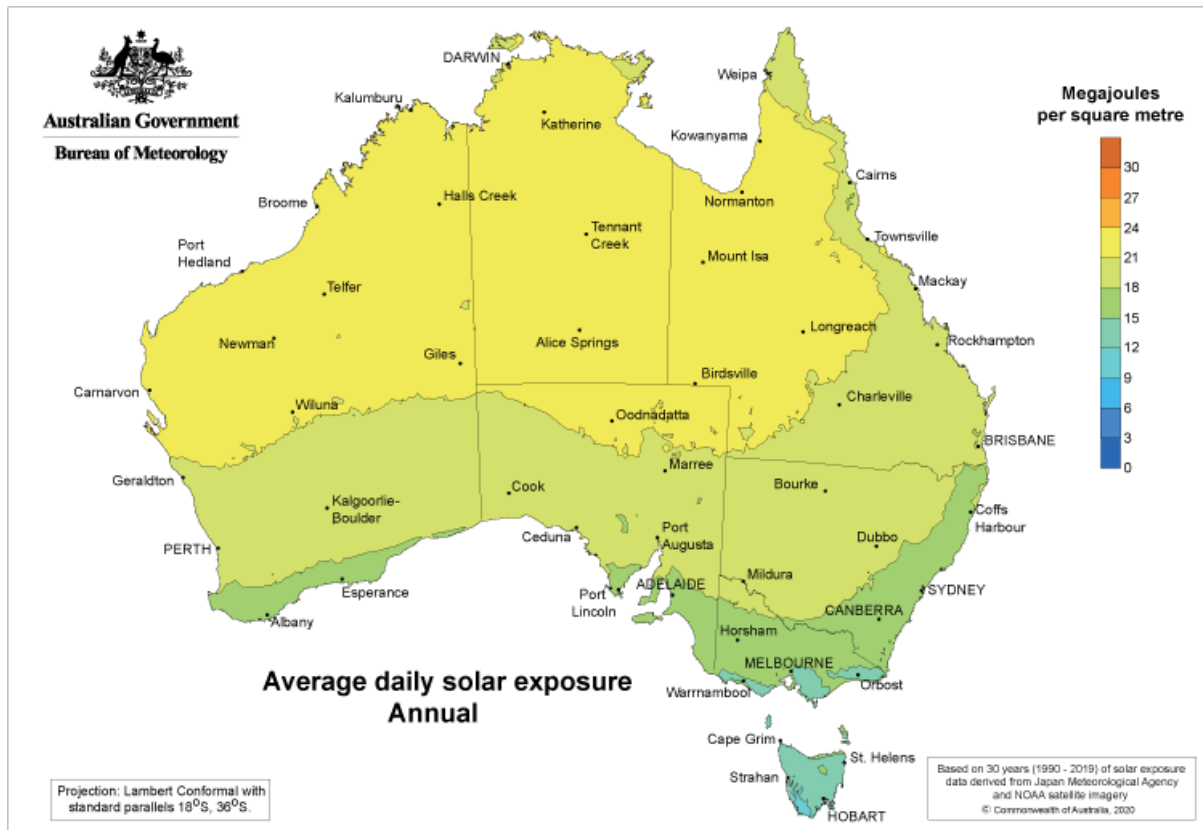 Australian Government
Bureau of Meteorology
DARWIN
Weipa
Megajoules
per square metre
Kalumburu
Katherine
Kowanyama
30
27
24
21
18
15
12
9
6
3
0
Cairns
Halls Creek
Normanton
Broome
Tennant
Creek
Townsville
Port
Hedland
Mount Isa
Telfer
Mackay
Newman
Alice Springs
Longreach
Rockhampton
Giles
Birdsville
Carnarvon
Wiluna
Oodnadatta
Charleville
BRISBANE
Geraldton
Marree
Kalgoorlie-
Boulder
Cook
Bourke
Coffs
Harbour
PERTH
Ceduna
Port
Augusta
Dubbo
Esperance
Port
Lincoln
ADELAIDE
Mildura
SYDNEY
Albany
CANBERRA
Horsham
MELBOURNE
Warrnambool
Orbost
Average daily solar exposure
Annual
Cape Grim
St. Helens
Strahan
HOBART
Projection: Lambert Conformal with
standard parallels 18°S, 36°S.
Based on 30 years (1990 - 2019) of solar exposure
data derived from Japan Meteorological Agency
and NOAA satellite imagery
© Commonwealth of Australia, 2020